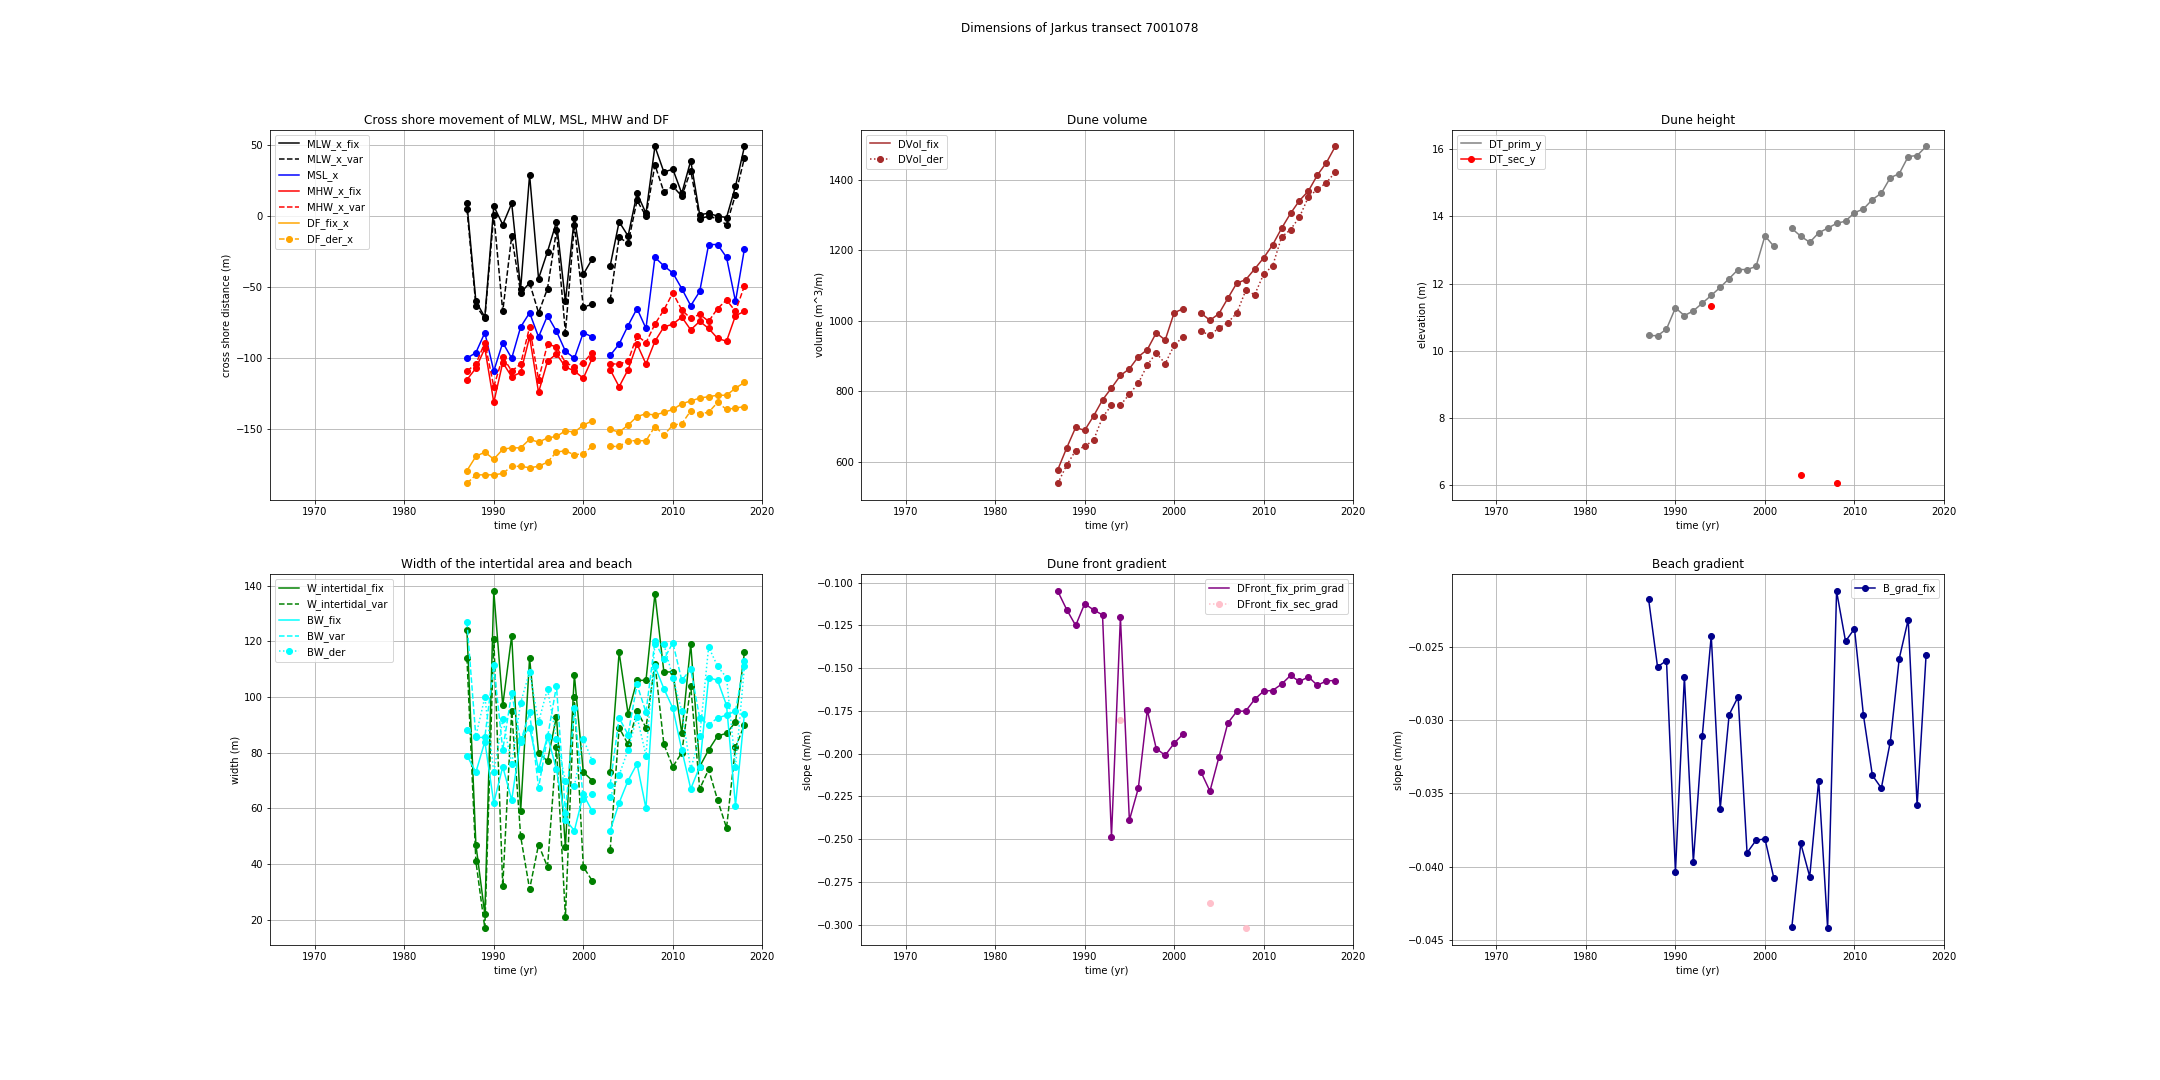 Dimensions of Jarkus transect 7001078
Cross shore movement of MLW, MSL, MHW and DF
MLW_x_fix
MLW_x_var
MSL_x
MHW_x_fix
MHW_x_var
DF_fix_x
DF_der_x
50
0
−50
−100
−150
cross shore distance (m)
1970 1980 1990 2000 2010 2020
time (yr)
Dune volume
DVol_fix
DVol_der
1400
1200
1000
800
600
volume (m^3/m)
1970 1980 1990 2000 2010 2020
time (yr)
Dune height
DT_prim_y
DT_sec_y
16
14
12
10
8
6
elevation (m)
1970 1980 1990 2000 2010 2020
time (yr)
Width of the intertidal area and beach
W_intertidal_fix
W_intertidal_var
BW_fix
BW_var
BW_der
140
120
100
80
60
40
20
width (m)
1970 1980 1990 2000 2010 2020
time (yr)
Dune front gradient
DFront_fix_prim_grad
DFront_fix_sec_grad
−0.100
−0.125
−0.150
−0.175
−0.200
−0.225
−0.250
−0.275
−0.300
slope (m/m)
1970 1980 1990 2000 2010 2020
time (yr)
Beach gradient
B_grad_fix
−0.025
−0.030
−0.035
−0.040
−0.045
slope (m/m)
1970 1980 1990 2000 2010 2020
time (yr)